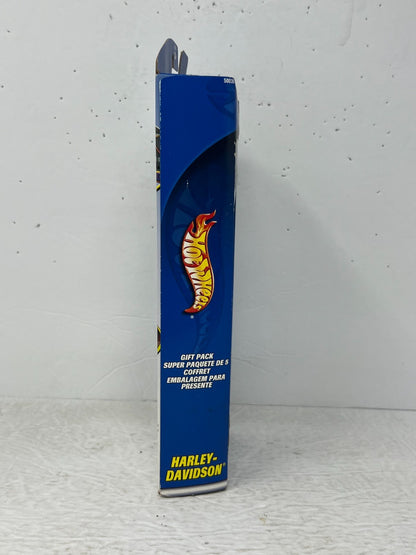 HOT WHEELS
®
GIFT PACK
SUPER PAQUETE DE 5
COFFRET
EMBALAGEM PARA
PRESENTE
HARLEY-
DAVIDSON®